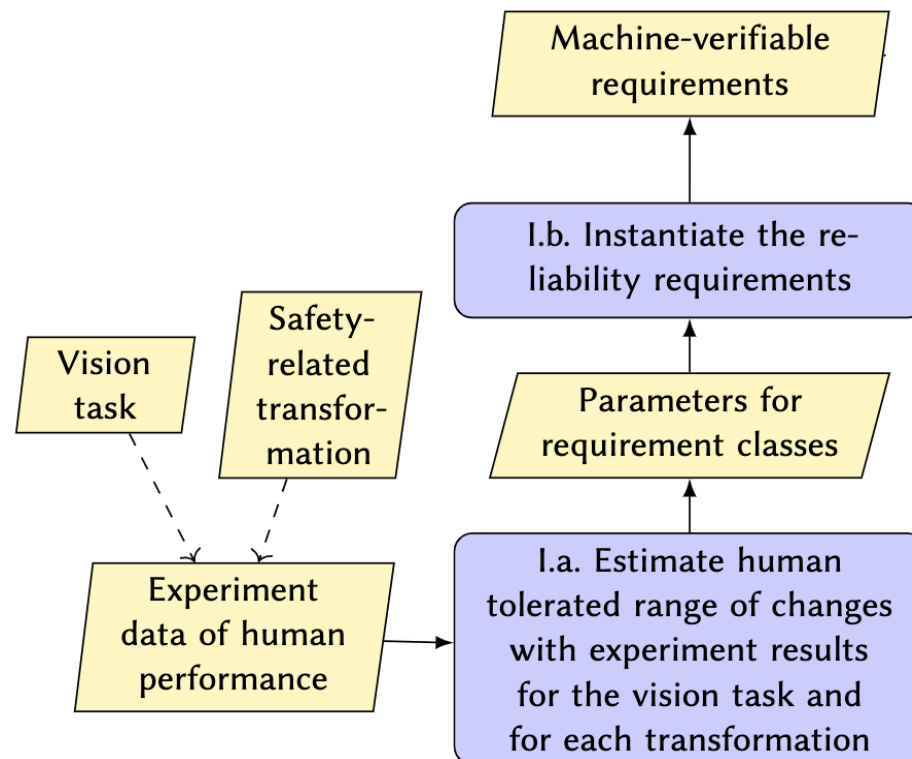 Machine-verifiable
requirements
I.b. Instantiate the re-
liability requirements
Safety-
related
transfor-
mation
Vision
task
Parameters for
requirement classes
Experiment
data of human
performance
I.a. Estimate human
tolerated range of changes
with experiment results
for the vision task and
for each transformation